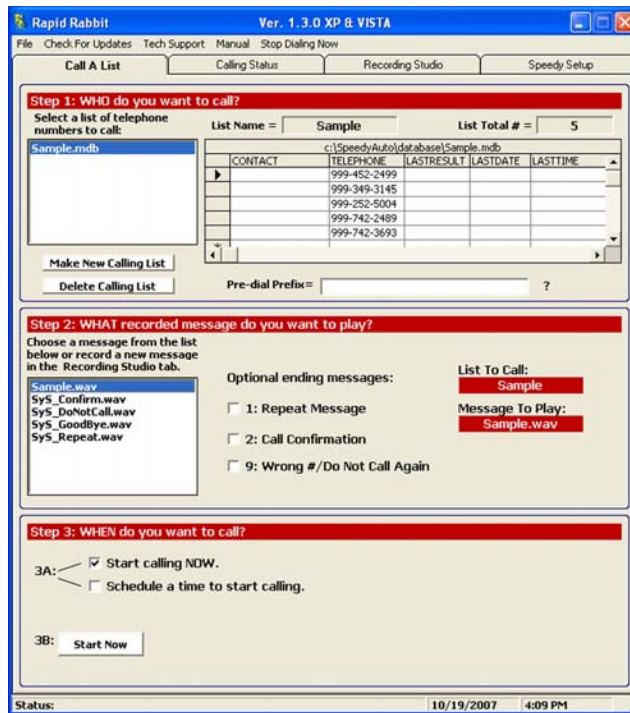 Rapid Rabbit Ver. 1.3.0 XP & VISTA
File Check For Updates Tech Support Manual Stop Dialing Now
Call A List Calling Status Recording Studio Speedy Setup
Step 1: WHO do you want to call?
Select a list of telephone
numbers to call:
List Name = Sample List Total # = 5
Sample.mdb
c:\SpeedyAuto\database\Sample.mdb
CONTACT TELEPHONE LASTRESULT LASTDATE LASTTIME
999-452-2499
999-349-3145
999-252-5004
999-742-2489
999-742-3693
Make New Calling List
Delete Calling List
Pre-dial Prefix= ?
Step 2: WHAT recorded message do you want to play?
Choose a message from the list
below or record a new message
in the Recording Studio tab.
Sample.wav
SyS_Confirm.wav
SyS_DoNotCall.wav
SyS_GoodBye.wav
SyS_Repeat.wav
Optional ending messages:
1: Repeat Message
2: Call Confirmation
9: Wrong #/Do Not Call Again
List To Call:
Sample
Message To Play:
Sample.wav
Step 3: WHEN do you want to call?
3A:
Start calling NOW.
Schedule a time to start calling.
3B: Start Now
Status: 10/19/2007 4:09 PM